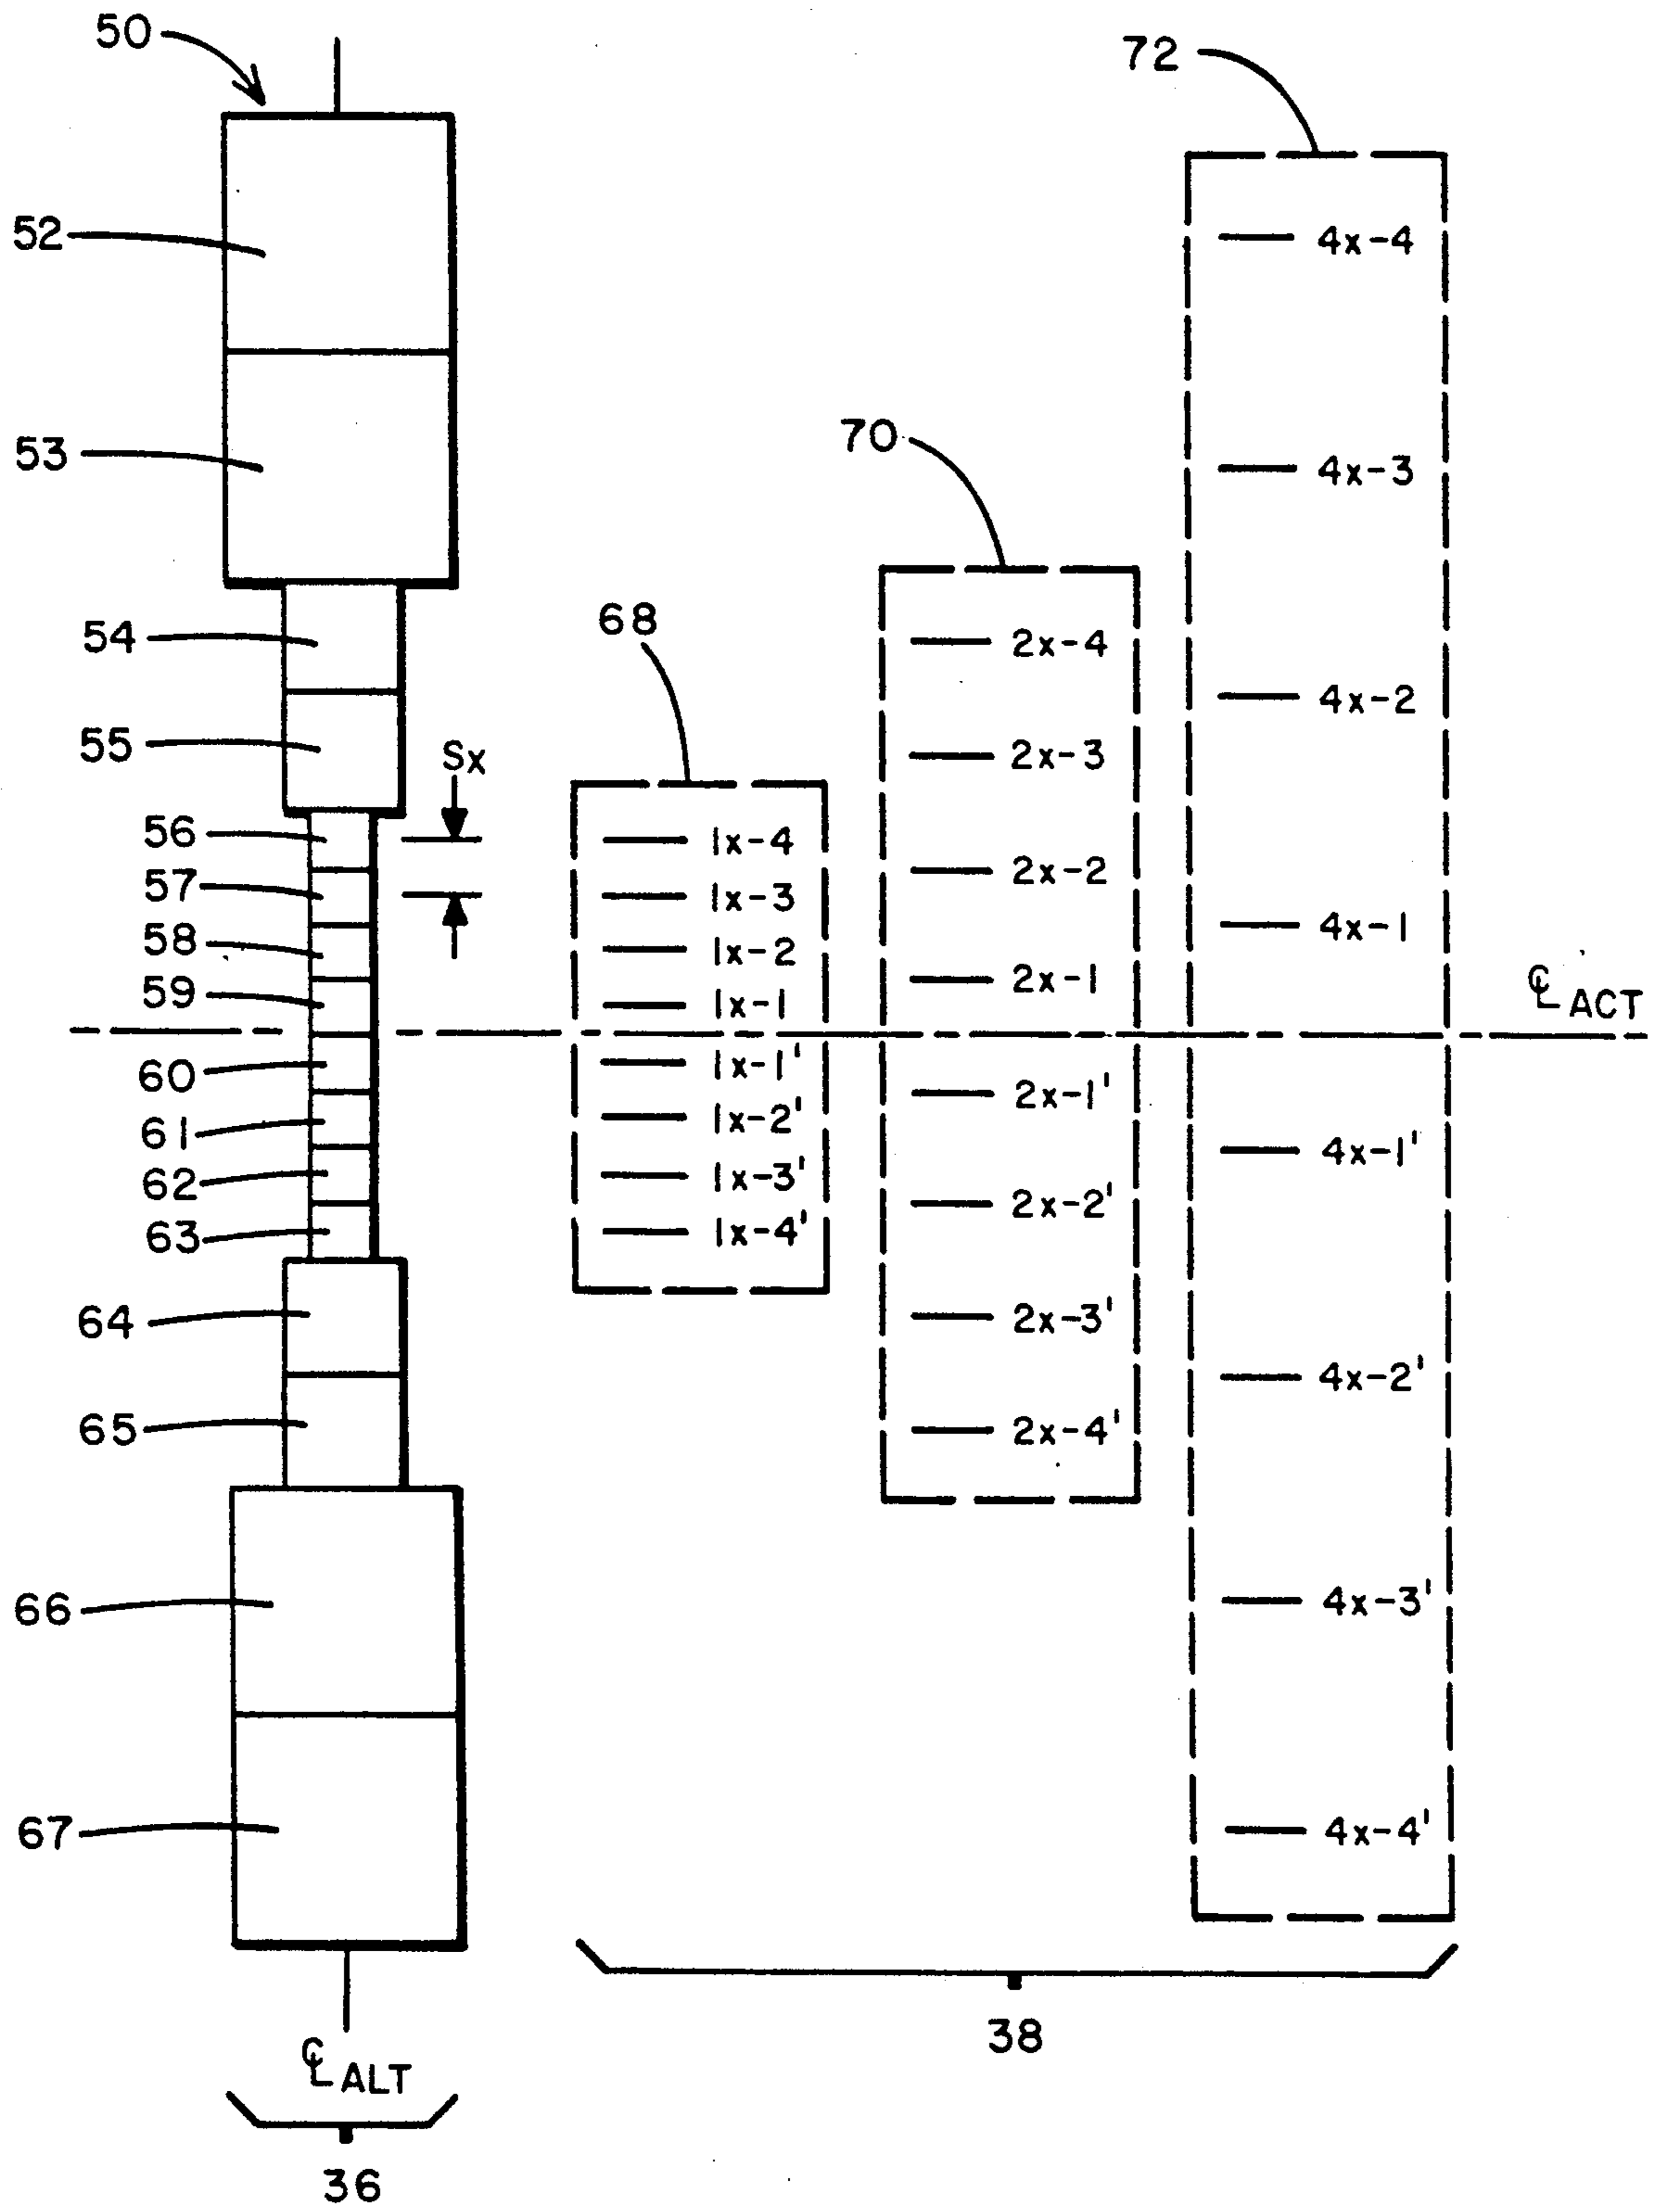 50
72
52
4x-4
53
4x-3
70
68
54
2x-4
4x-2
55
Sx
2x-3
56
1x-4
2x-2
57
1x-3
4x-1
58
1x-2
59
1x-1
2x-1
℄ ACT
60
1x-1'
2x-1'
61
1x-2'
4x-1'
62
1x-3'
2x-2'
63
1x-4'
64
2x-3'
4x-2'
65
2x-4'
66
4x-3'
67
4x-4'
38
℄ ALT
36